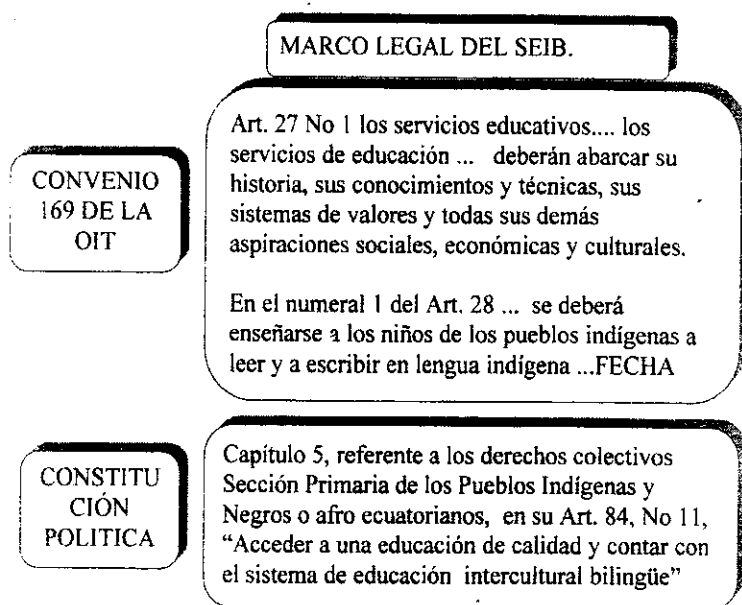 MARCO LEGAL DEL SEIB.
CONVENIO
169 DE LA
OIT
Art. 27 No 1 los servicios educativos.... los
servicios de educación ... deberán abarcar su
historia, sus conocimientos y técnicas, sus
sistemas de valores y todas sus demás
aspiraciones sociales, económicas y culturales.
En el numeral 1 del Art. 28 ... se deberá
enseñarse a los niños de los pueblos indígenas a
leer y a escribir en lengua indígena ...FECHA
CONSTITU
CIÓN
POLITICA
Capítulo 5, referente a los derechos colectivos
Sección Primaria de los Pueblos Indígenas y
Negros o afro ecuatorianos, en su Art. 84, No 11,
“Acceder a una educación de calidad y contar con
el sistema de educación intercultural bilingüe”